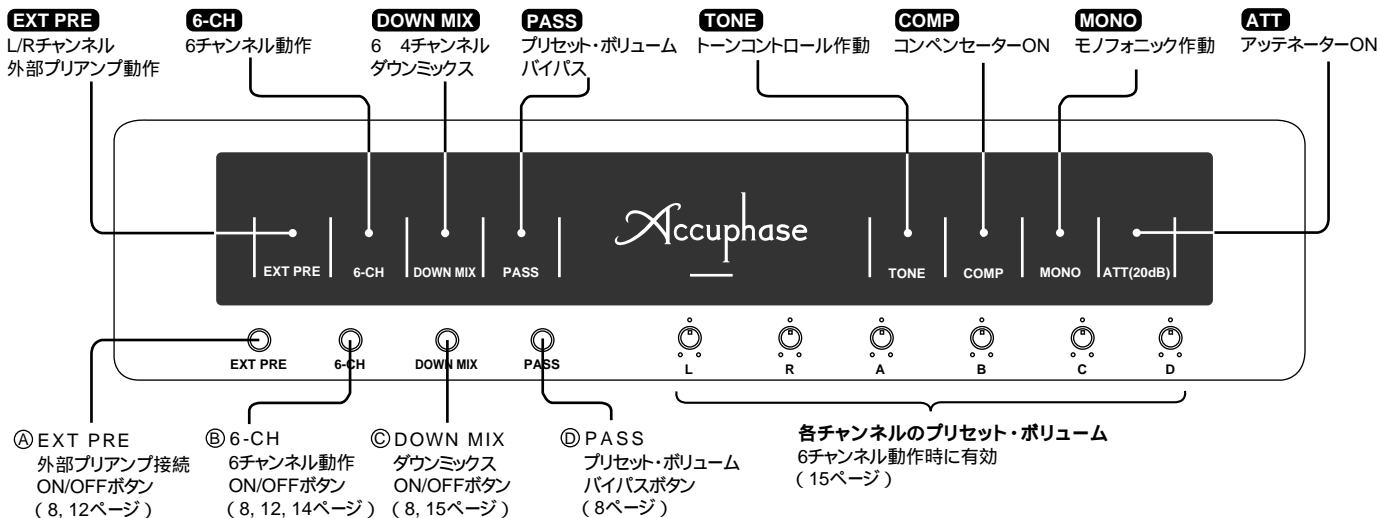 EXT PRE
L/Rチャンネル
外部プリアンプ動作
6-CH
6チャンネル動作
DOWN MIX
6 4チャンネル
ダウンミックス
PASS
プリセット・ボリューム
バイパス
TONE
トーンコントロール作動
COMP
コンペンセーターON
MONO
モノフォニック作動
ATT
アッテネーターON
Accuphase
EXT PRE 6-CH DOWN MIX PASS TONE COMP MONO ATT(20dB)
EXT PRE 6-CH DOWN MIX PASS L R A B C D
Ⓐ EXT PRE
外部プリアンプ接続
ON/OFFボタン
( 8, 12ページ )
Ⓑ 6-CH
6チャンネル動作
ON/OFFボタン
( 8, 12, 14ページ )
Ⓒ DOWN MIX
ダウンミックス
ON/OFFボタン
( 8, 15ページ )
Ⓓ PASS
プリセット・ボリューム
バイパスボタン
( 8ページ )
各チャンネルのプリセット・ボリューム
6チャンネル動作時に有効
( 15ページ )